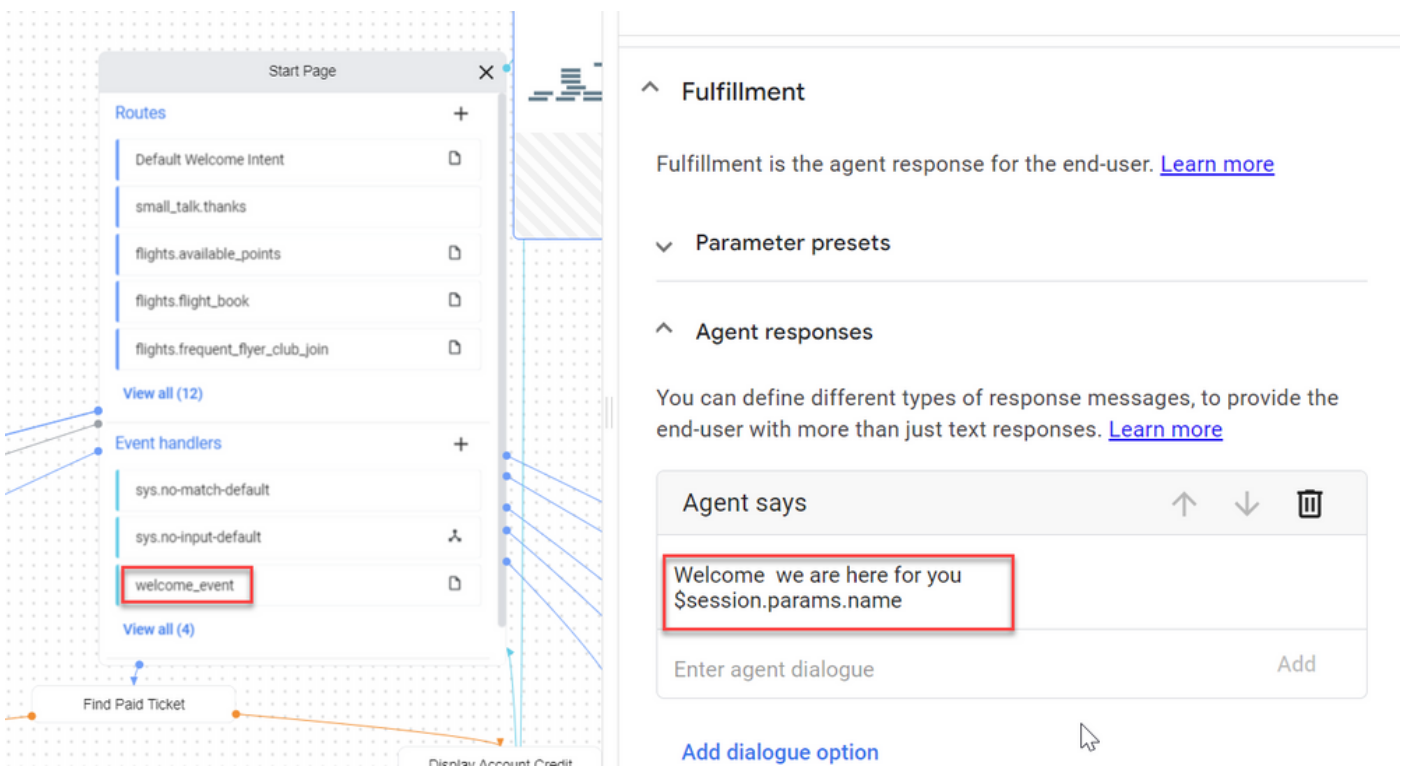 Start Page
Routes
Default Welcome Intent
small_talk.thanks
flights.available_points
flights.flight_book
flights.frequent_flyer_club_join
View all (12)
Event handlers
sys.no-match-default
sys.no-input-default
welcome_event
View all (4)
Find Paid Ticket
Display Account Credit
Fulfillment
Fulfillment is the agent response for the end-user. Learn more
Parameter presets
Agent responses
You can define different types of response messages, to provide the
end-user with more than just text responses. Learn more
Agent says
Welcome  we are here for you
$session.params.name
Enter agent dialogue
Add
Add dialogue option